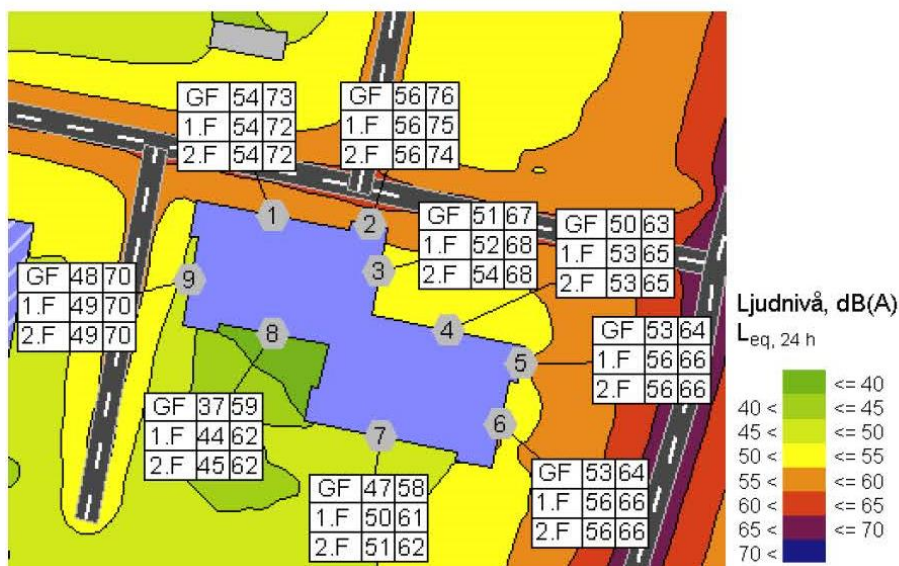 GF 54 73
1.F 54 72
2.F 54 72
GF 56 76
1.F 56 75
2.F 56 74
1
2
GF 51 67
1.F 52 68
2.F 54 68
GF 50 63
1.F 53 65
2.F 53 65
3
GF 48 70
1.F 49 70
2.F 49 70
9
8
4
GF 53 64
1.F 56 66
2.F 56 66
5
GF 37 59
1.F 44 62
2.F 45 62
7
6
GF 47 58
1.F 50 61
2.F 51 62
GF 53 64
1.F 56 66
2.F 56 66
Ljudnivå, dB(A)
Leq, 24 h
<= 40
40 < <= 45
45 < <= 50
50 < <= 55
55 < <= 60
60 < <= 65
65 < <= 70
70 <